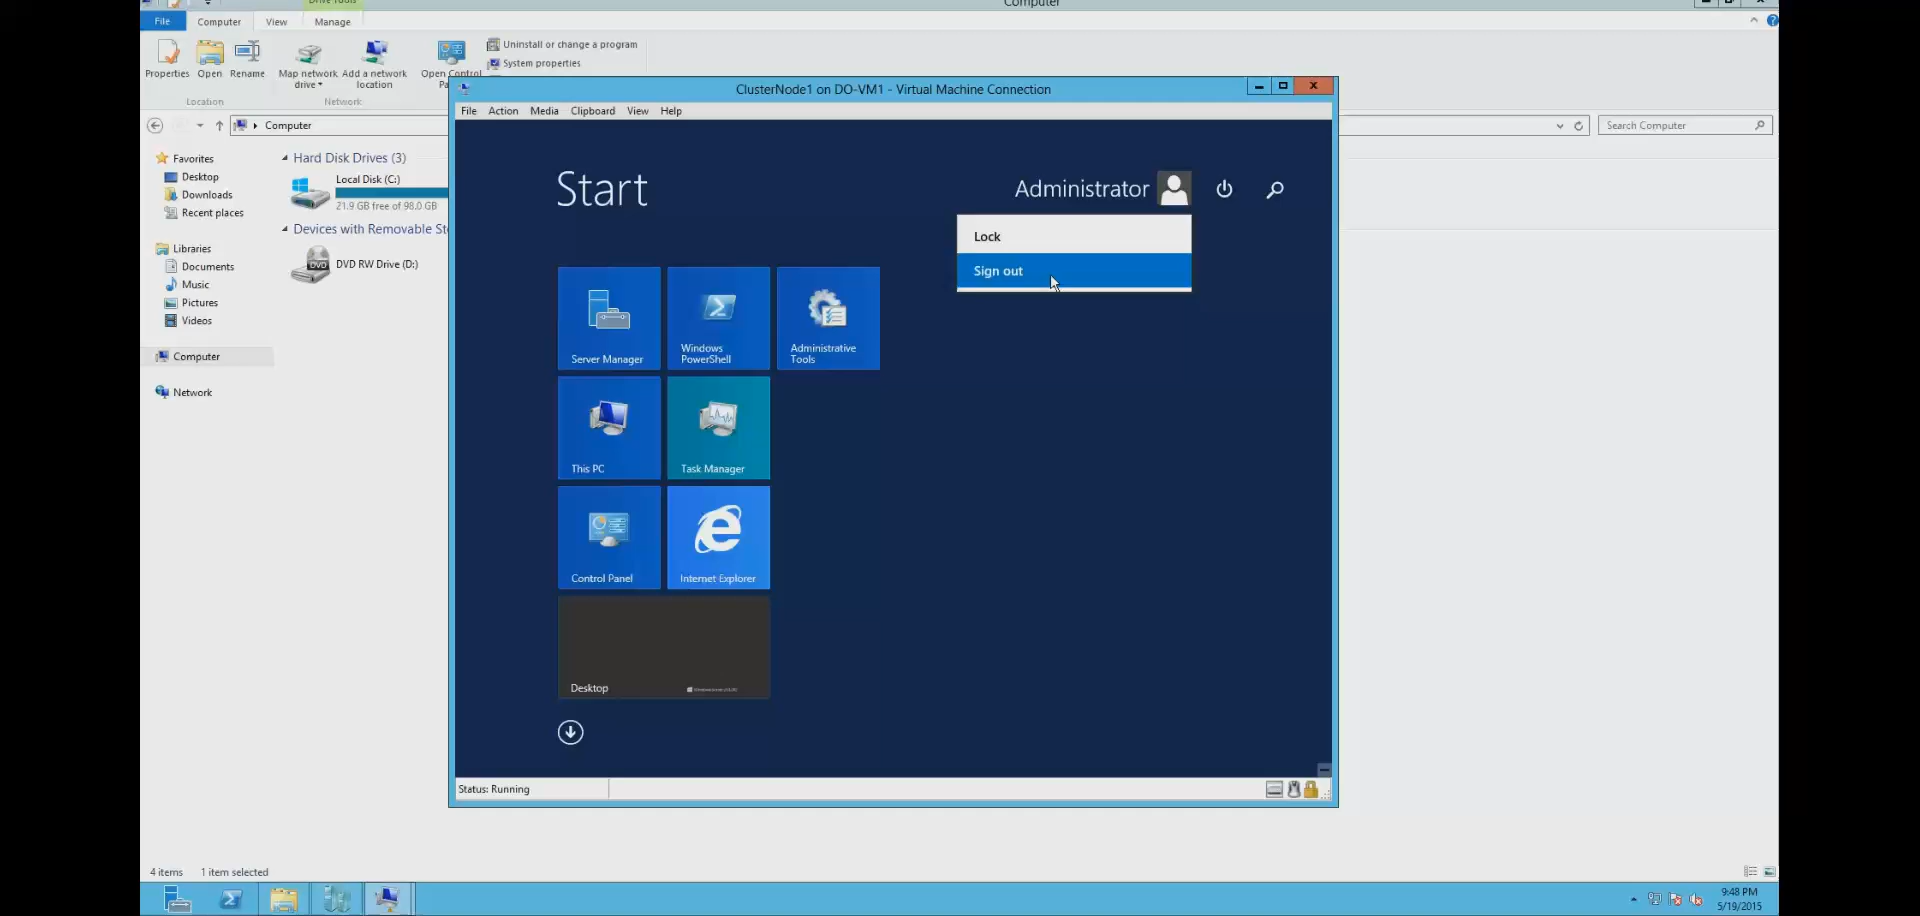 Drive Tools
Computer
File
Computer
View
Manage
Properties
Open
Rename
Map network
drive
Add a network
location
Open Control
Uninstall or change a program
System properties
Location
Network
ClusterNode1 on DO-VM1 - Virtual Machine Connection
File
Action
Media
Clipboard
View
Help
Computer
Search Computer
Favorites
Desktop
Downloads
Recent places
Libraries
Documents
Music
Pictures
Videos
Computer
Network
Hard Disk Drives (3)
Local Disk (C:)
21.9 GB free of 98.0 GB
Devices with Removable Sto
DVD
DVD RW Drive (D:)
Start
Administrator
Lock
Sign out
Server Manager
Windows
PowerShell
Administrative
Tools
This PC
Task Manager
Control Panel
Internet Explorer
Desktop
Status: Running
4 items
1 item selected
9:48 PM
5/19/2015